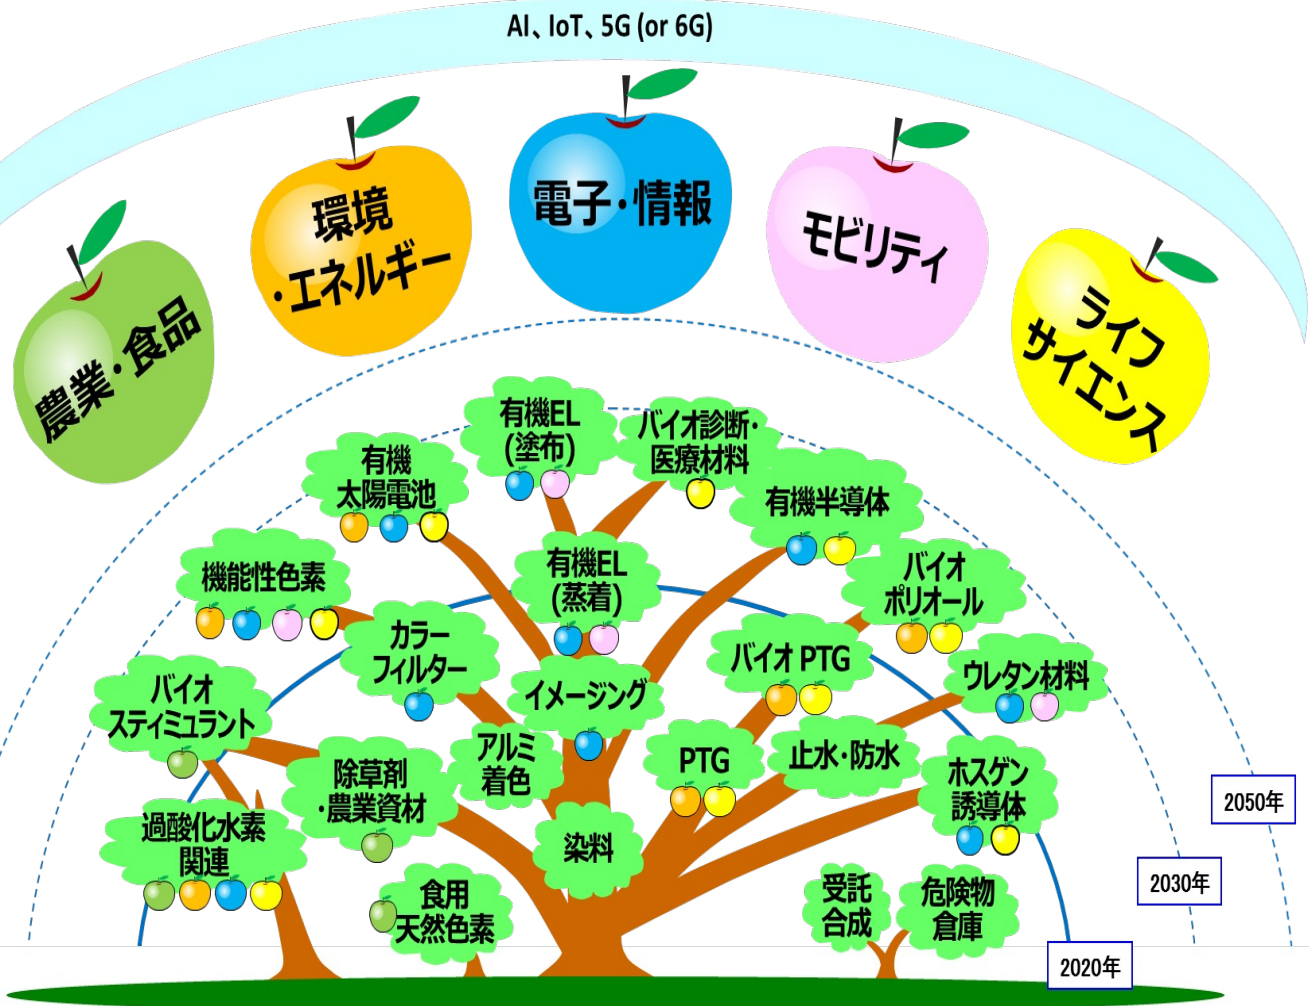 AI、IoT、5G (or 6G)
農業・食品
環境
・エネルギー
電子・情報
モビリティ
ライフ
サイエンス
有機EL
(塗布)
バイオ診断・
医療材料
有機
太陽電池
有機半導体
機能性色素
有機EL
(蒸着)
バイオ
ポリオール
カラー
フィルター
バイオ PTG
ウレタン材料
バイオ
スティミュラント
イメージング
アルミ
着色
PTG
止水・防水
除草剤
・農業資材
ホスゲン
誘導体
過酸化水素
関連
染料
食用
天然色素
受託
合成
危険物
倉庫
2050年
2030年
2020年